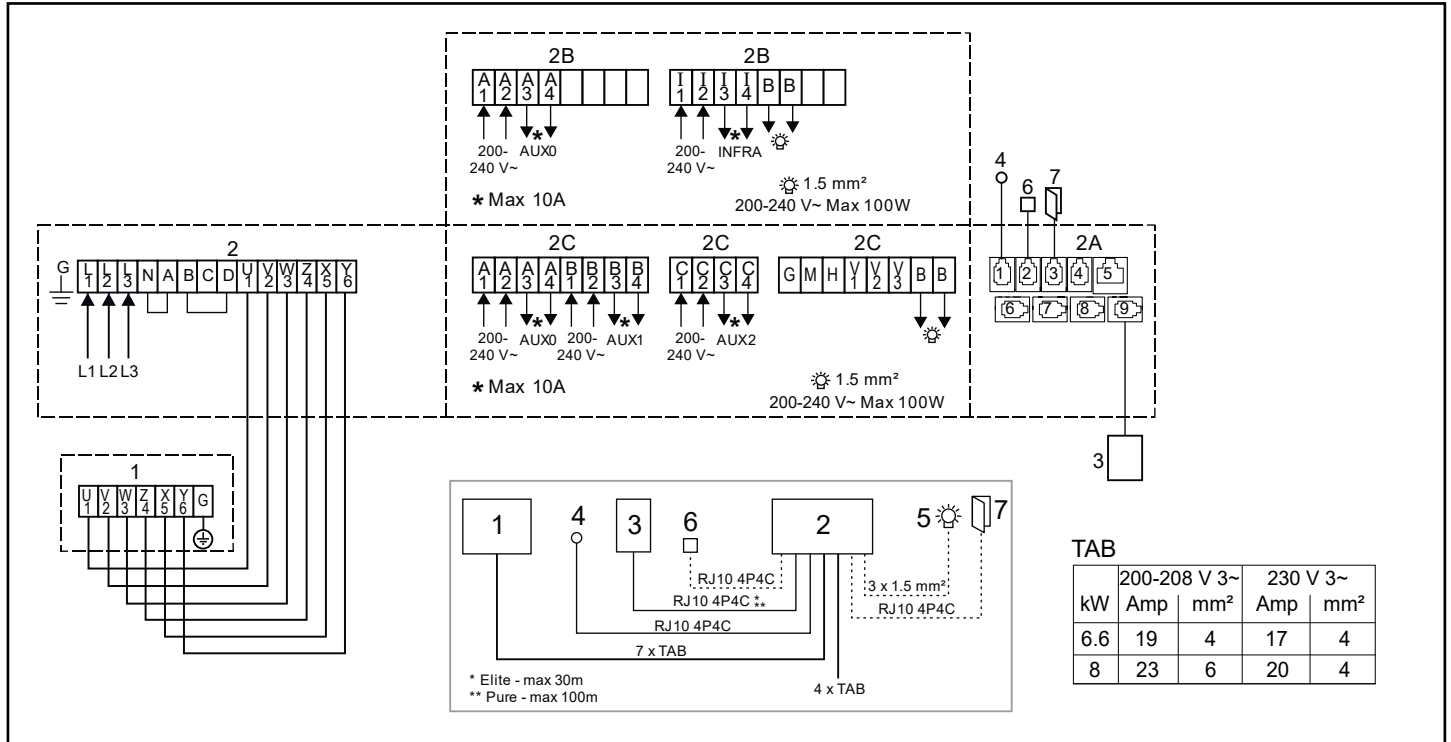 2B 2B
A1 A2 A3 A4
I1 I2 I3 I4 B B
200-240 V~ AUX0
200-240 V~ INFRA
* Max 10A
1.5 mm²
200-240 V~ Max 100W
4
6
7
2
G L1 L2 L3 N A B C D U1 V2 W3 Z4 X5 Y6
L1 L2 L3
2C 2C 2C
A1 A2 A3 A4 B1 B2 B3 B4
C1 C2 C3 C4
G M H V1 V2 V3 B B
200-240 V~ * AUX0 200-240 V~ * AUX1
200-240 V~ * AUX2
* Max 10A
1.5 mm²
200-240 V~ Max 100W
2A
1 2 3 4 5
6 7 8 9
3
1
U1 V2 W3 Z4 X5 Y6 G
1 4 3 6 2 5 7
RJ10 4P4C
RJ10 4P4C * **
RJ10 4P4C
7 x TAB
3 x 1.5 mm²
RJ10 4P4C
4 x TAB
* Elite - max 30m
** Pure - max 100m
TAB
200-208 V 3~ 230 V 3~
kW Amp mm² Amp mm²
6.6 19 4 17 4
8 23 6 20 4